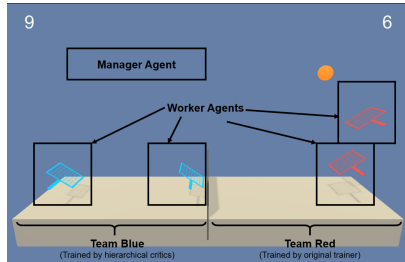 9 6
Manager Agent
Worker Agents
Team Blue Team Red
(Trained by hierarchical critics) (Trained by original trainer)